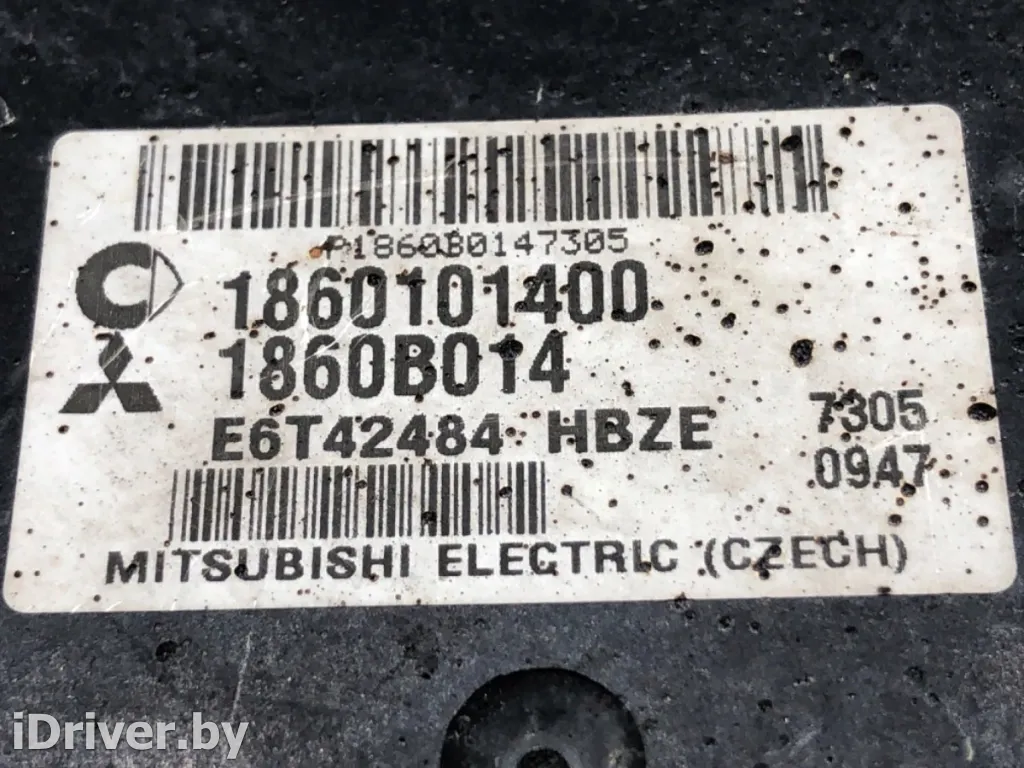 P1860B0147305
1860101400
1860B014
E6T42484 HBZE 7305
0947
MITSUBISHI ELECTRIC (CZECH)
iDriver.by